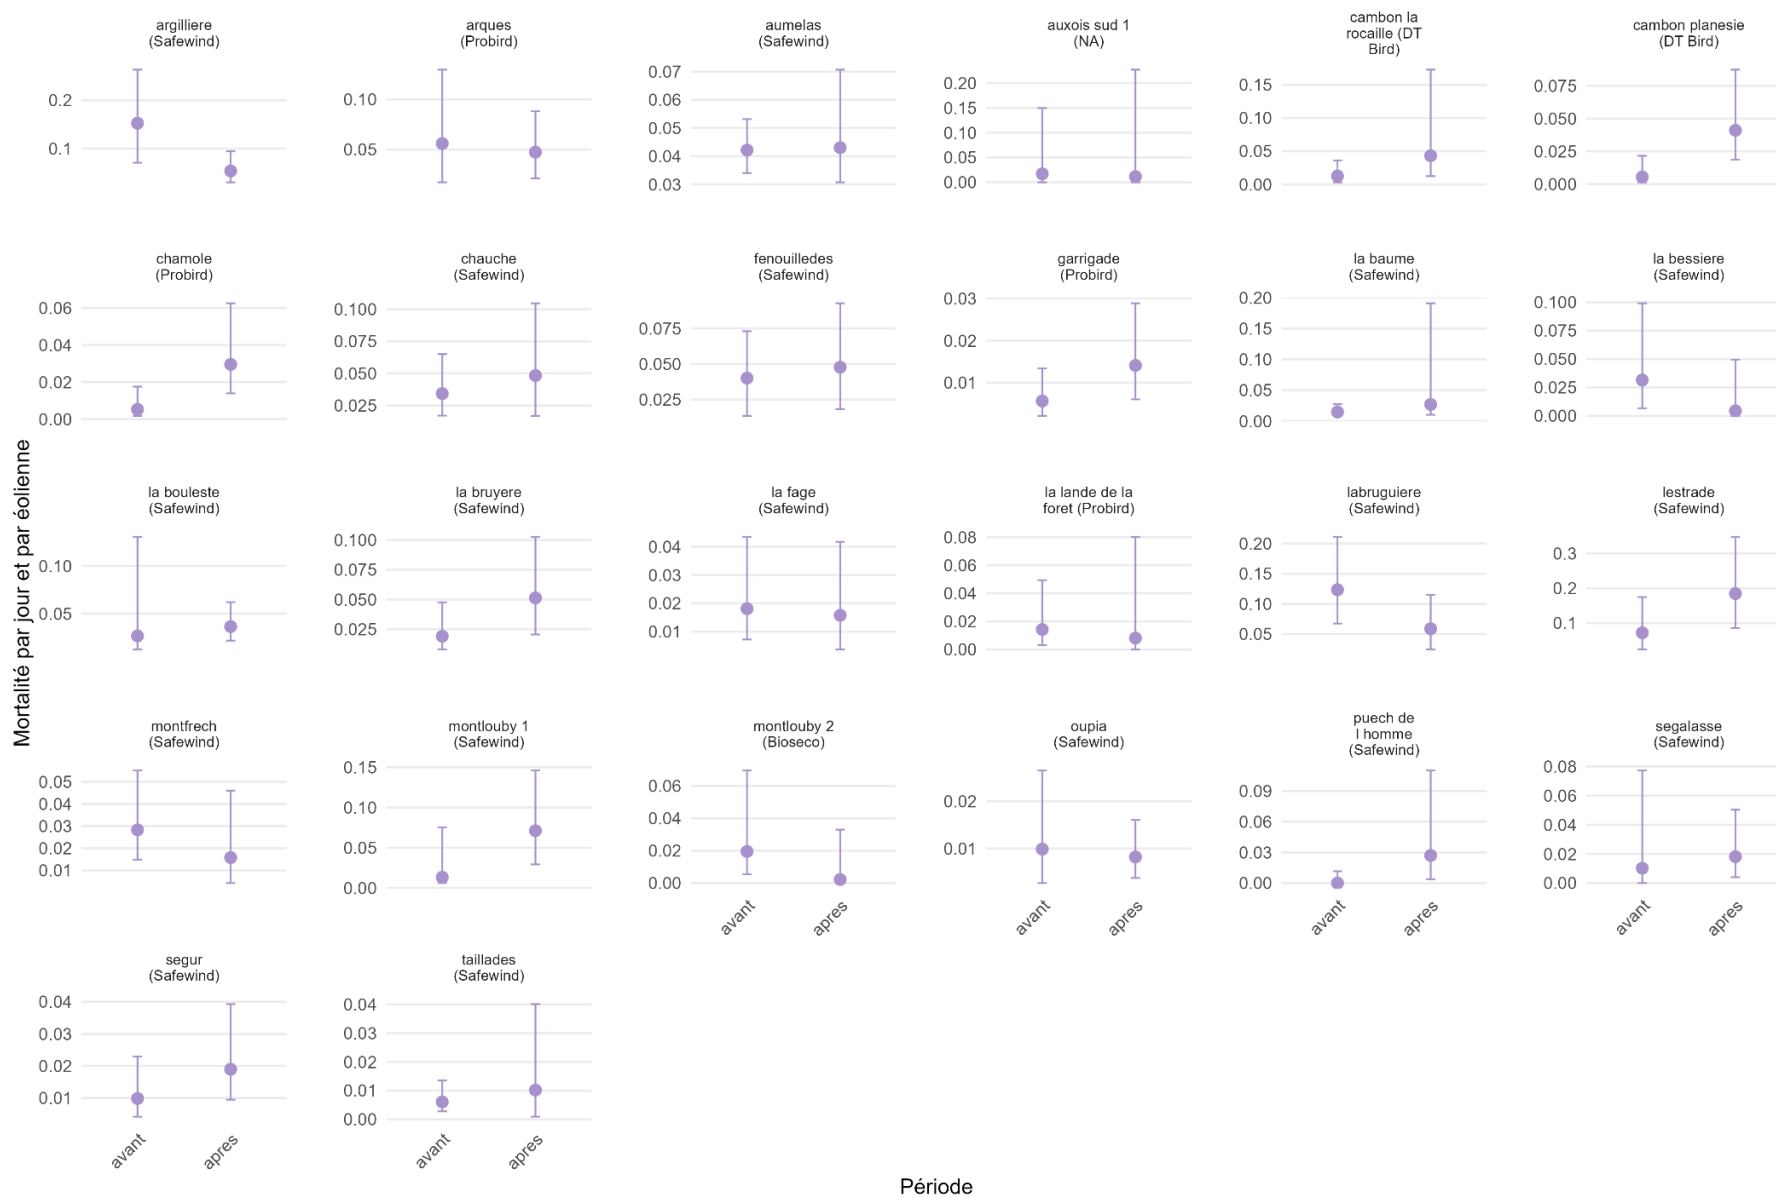 argilliere
(Safewind)
arques
(Probird)
aumelas
(Safewind)
auxois sud 1
(NA)
cambon la
rocaille (DT
Bird)
cambon planesie
(DT Bird)
0.2
0.1
0.10
0.05
0.07
0.06
0.05
0.04
0.03
0.20
0.15
0.10
0.05
0.00
0.15
0.10
0.05
0.00
0.075
0.050
0.025
0.000
chamole
(Probird)
chauche
(Safewind)
fenouilledes
(Safewind)
garrigade
(Probird)
la baume
(Safewind)
la bessiere
(Safewind)
0.06
0.04
0.02
0.00
0.100
0.075
0.050
0.025
0.075
0.050
0.025
0.03
0.02
0.01
0.20
0.15
0.10
0.05
0.00
0.100
0.075
0.050
0.025
0.000
Mortalité par jour et par éolienne
la bouleste
(Safewind)
la bruyere
(Safewind)
la fage
(Safewind)
la lande de la
foret (Probird)
labruguiere
(Safewind)
lestrade
(Safewind)
0.10
0.05
0.100
0.075
0.050
0.025
0.04
0.03
0.02
0.01
0.08
0.06
0.04
0.02
0.00
0.20
0.15
0.10
0.05
0.3
0.2
0.1
montfrech
(Safewind)
montlouby 1
(Safewind)
montlouby 2
(Bioseco)
oupia
(Safewind)
puech de
l homme
(Safewind)
segalasse
(Safewind)
0.05
0.04
0.03
0.02
0.01
0.15
0.10
0.05
0.00
0.06
0.04
0.02
0.00
0.02
0.01
0.09
0.06
0.03
0.00
0.08
0.06
0.04
0.02
0.00
avant
apres
avant
apres
avant
apres
avant
apres
segur
(Safewind)
taillades
(Safewind)
0.04
0.03
0.02
0.01
0.04
0.03
0.02
0.01
0.00
avant
apres
avant
apres
Période